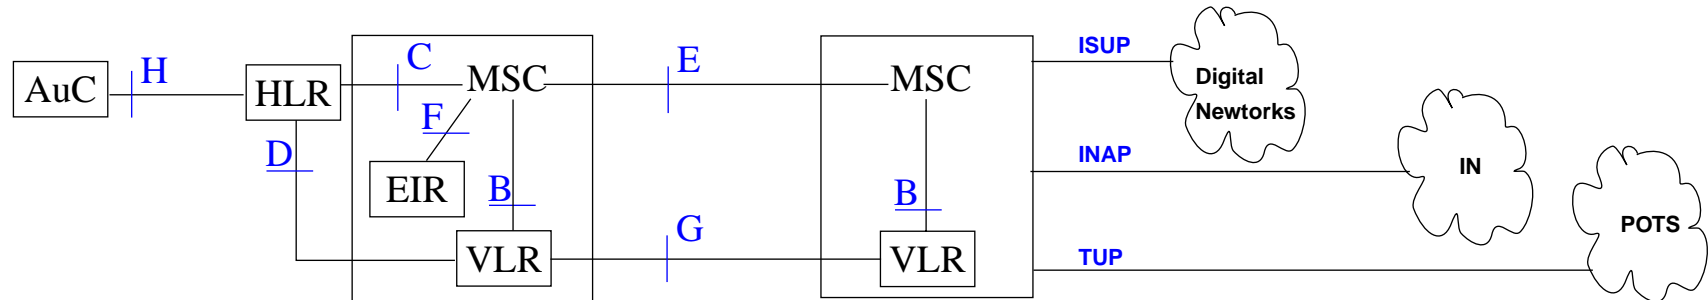 AuC
H
HLR
C
MSC
E
MSC
ISUP
Digital
Newtorks
F
D
EIR
B
B
INAP
IN
VLR
G
VLR
TUP
POTS